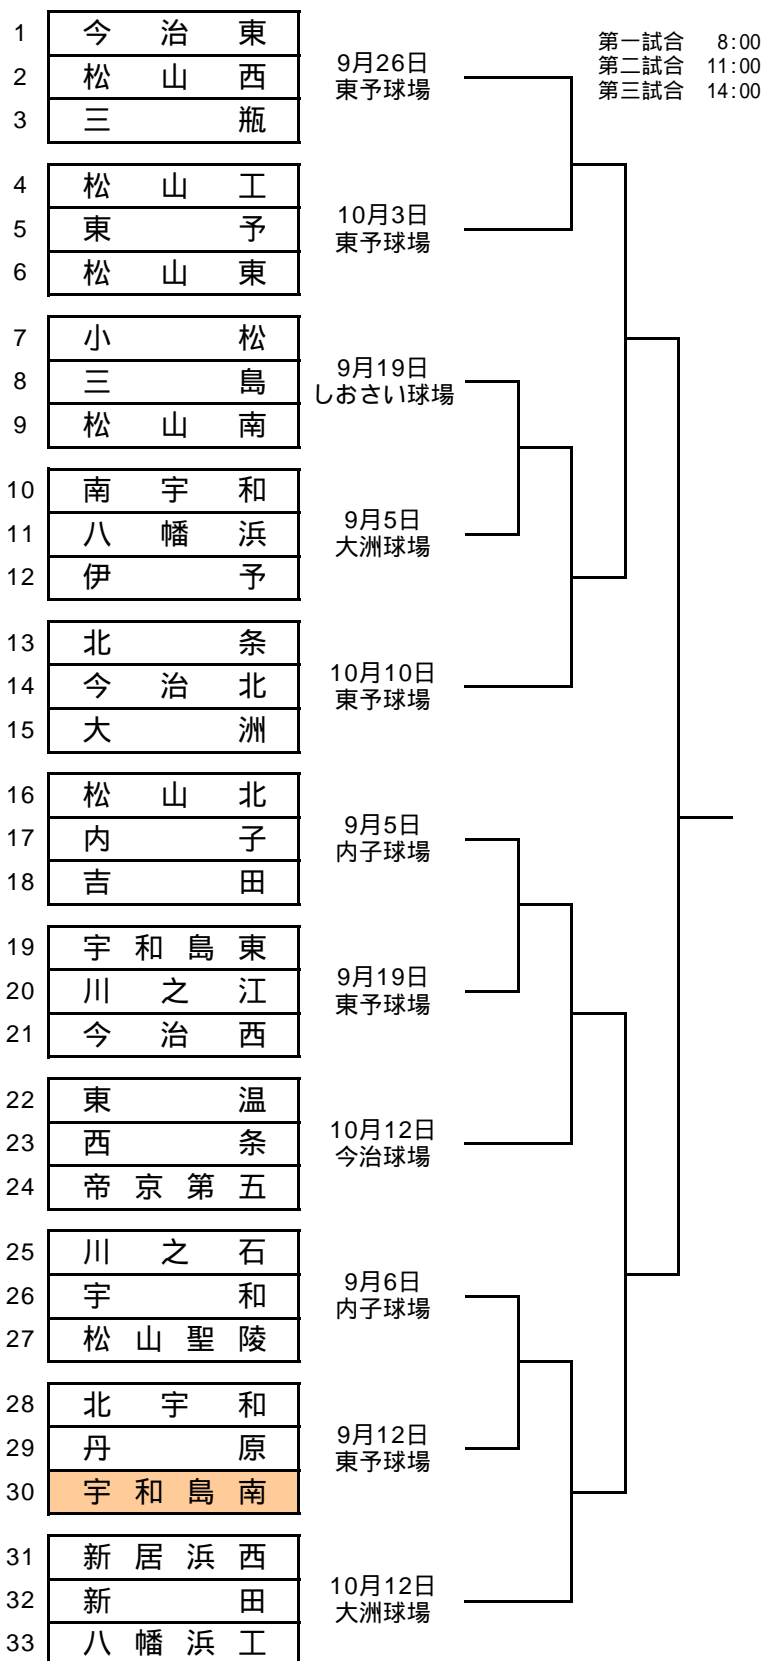 第一試合 8:00
第二試合 11:00
第三試合 14:00
1 今治東
2 松山西
3 三瓶
9月26日
東予球場
4 松山工
5 東予
6 松山東
10月3日
東予球場
7 小松
8 三島
9 松山南
9月19日
しおさい球場
10 南宇和
11 八幡浜
12 伊予
9月5日
大洲球場
13 北条
14 今治北
15 大洲
10月10日
東予球場
16 松山北
17 内子
18 吉田
9月5日
内子球場
19 宇和島東
20 川之江
21 今治西
9月19日
東予球場
22 東温
23 西条
24 帝京第五
10月12日
今治球場
25 川之石
26 宇和
27 松山聖陵
9月6日
内子球場
28 北宇和
29 丹原
30 宇和島南
9月12日
東予球場
31 新居浜西
32 新田
33 八幡浜工
10月12日
大洲球場